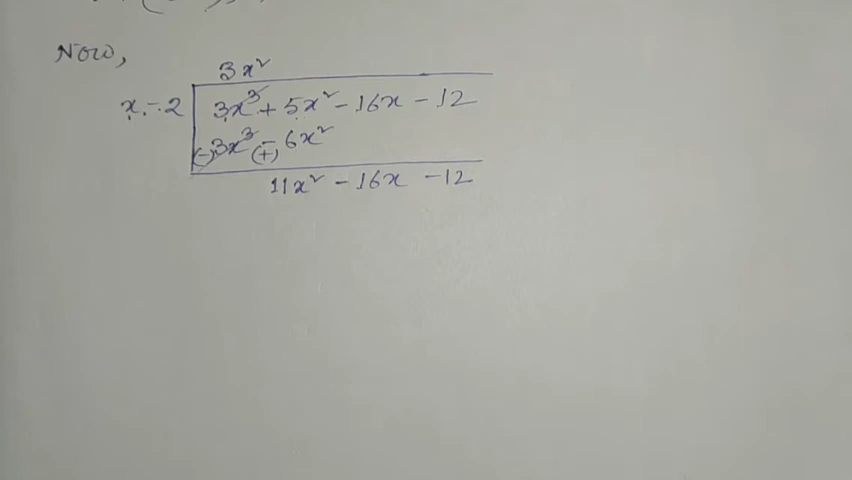 Now,
3x²
x - 2 3x³ + 5x² - 16x - 12
(-) 3x³ (+) - 6x²
11x² - 16x - 12